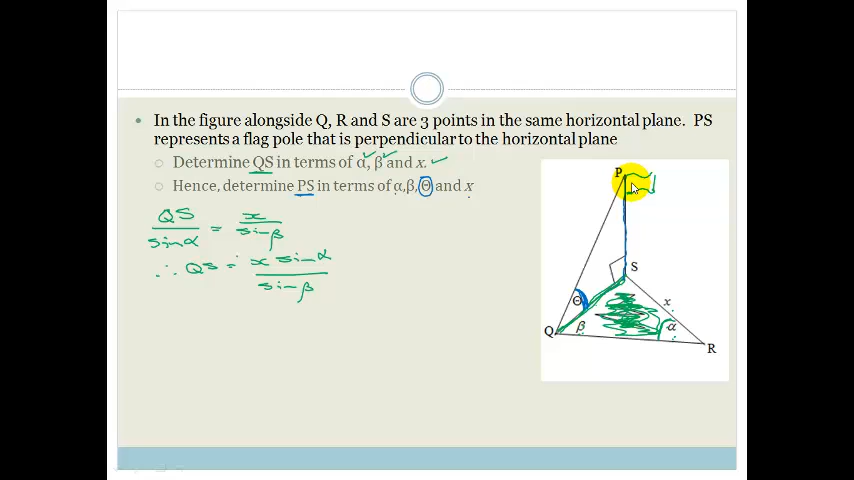 In the figure alongside Q, R and S are 3 points in the same horizontal plane. PS
represents a flag pole that is perpendicular to the horizontal plane
Determine QS in terms of α, β and x.
Hence, determine PS in terms of α,β,Θ and x
QS/sinα = x/sinβ
∴ QS = x sinα/sinβ
P
S
Θ
x
Q
β
α
R